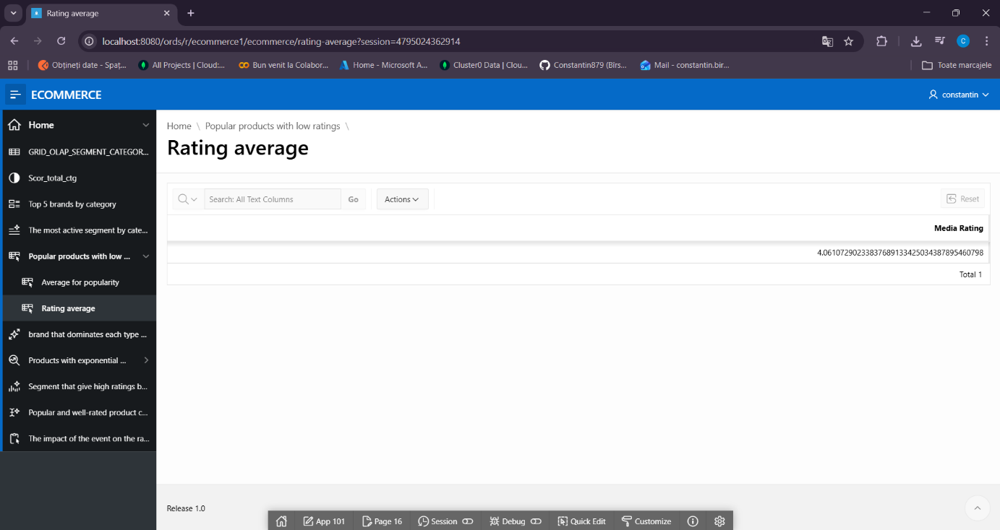 Rating average
localhost:8080/ords/r/ecommerce1/ecommerce/rating-average?session=4795024362914
C
Obțineți date - Spaț...
All Projects | Cloud:...
Bun venit la Colabor...
Home - Microsoft A...
Cluster0 Data | Clou...
Constantin879 (Bîrs...
Mail - constantin.bir...
Toate marcajele
ECOMMERCE
constantin
Home
GRID_OLAP_SEGMENT_CATEGOR...
Scor_total_ctg
Top 5 brands by category
The most active segment by cate...
Popular products with low ...
Average for popularity
Rating average
brand that dominates each type ...
Products with exponential ...
Segment that give high ratings b...
Popular and well-rated product c...
The impact of the event on the ra...
Home \ Popular products with low ratings \
Rating average
Search: All Text Columns
Go
Actions
Reset
Media Rating
4.06107290233837689133425034387895460798
Total 1
Release 1.0
App 101
Page 16
Session
Debug
Quick Edit
Customize